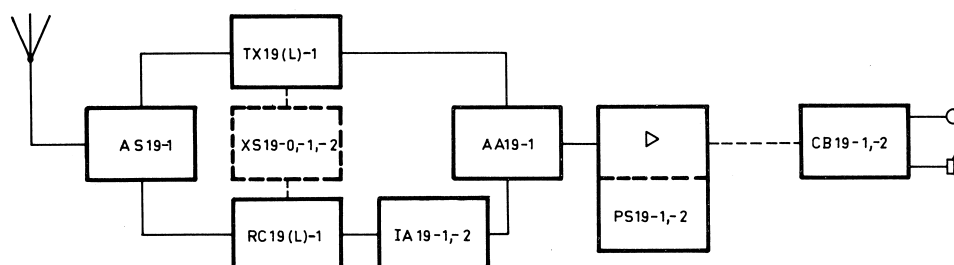 TX19(L)-1
AS19-1
XS19-0,-1,-2
AA19-1
CB19-1,-2
PS19-1,-2
RC19(L)-1
IA19-1,-2